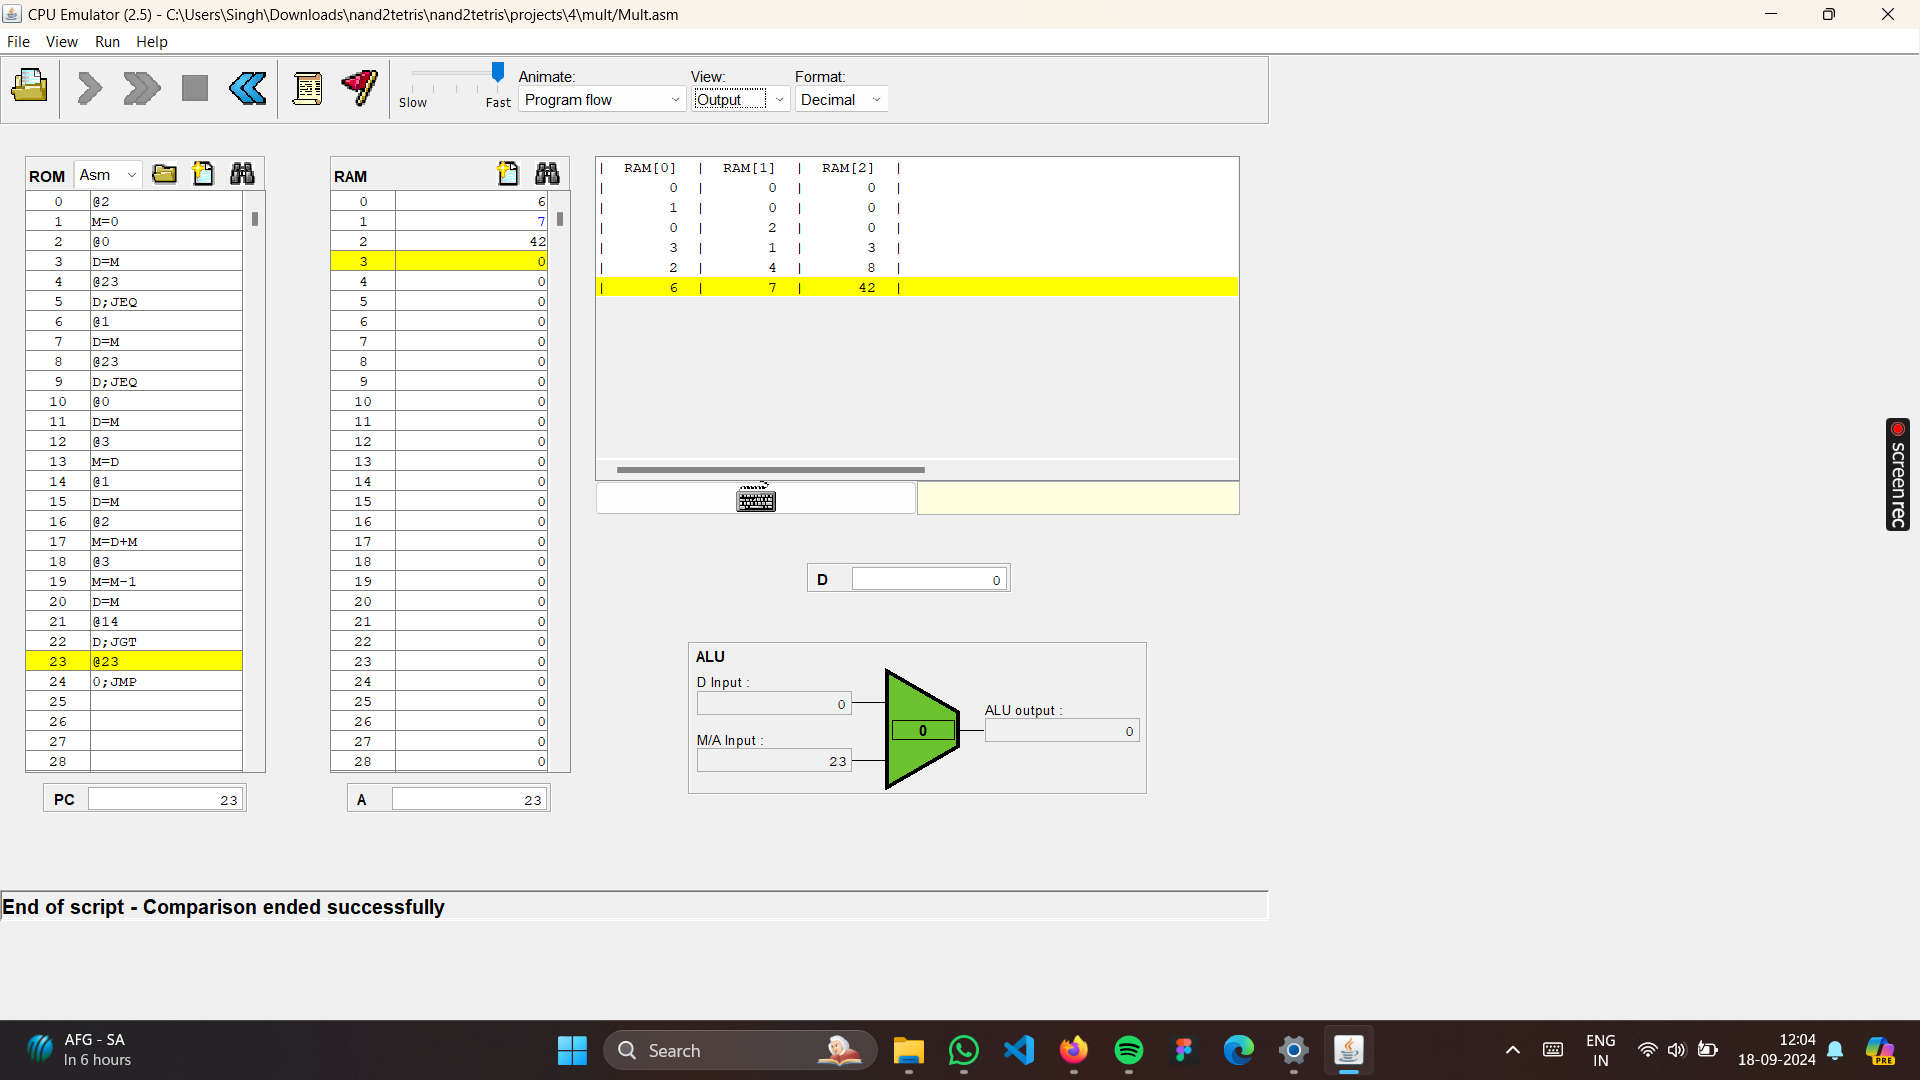 CPU Emulator (2.5) - C:\Users\Singh\Downloads\nand2tetris\nand2tetris\projects\4\mult/Mult.asm
File View Run Help
Slow Fast
Animate:
Program flow
View:
Output
Format:
Decimal
ROM Asm
0 @2
1 M=0
2 @0
3 D=M
4 @23
5 D;JEQ
6 @1
7 D=M
8 @23
9 D;JEQ
10 @0
11 D=M
12 @3
13 M=D
14 @1
15 D=M
16 @2
17 M=D+M
18 @3
19 M=M-1
20 D=M
21 @14
22 D;JGT
23 @23
24 0;JMP
25
26
27
28
PC 23
RAM
0 6
1 7
2 42
3 0
4 0
5 0
6 0
7 0
8 0
9 0
10 0
11 0
12 0
13 0
14 0
15 0
16 0
17 0
18 0
19 0
20 0
21 0
22 0
23 0
24 0
25 0
26 0
27 0
28 0
A 23
| RAM[0] | RAM[1] | RAM[2] |
| 0 | 0 | 0 |
| 1 | 0 | 0 |
| 0 | 2 | 0 |
| 3 | 1 | 3 |
| 2 | 4 | 8 |
| 6 | 7 | 42 |
D 0
ALU
D Input :
0
M/A Input :
23
0
ALU output :
0
screenrec
End of script - Comparison ended successfully
AFG - SA
In 6 hours
Search
ENG
IN
12:04
18-09-2024
PRE